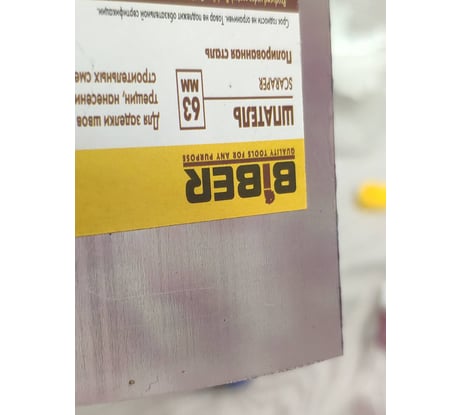 BiBER
QUALITY TOOLS FOR ANY PURPOSE
ШПАТЕЛЬ
SCARAPER
63
мм
Полированная сталь
Для заделки швов
трещин, нанесени
строительных сме
Срок годности не ограничен. Товар не подлежит обязательной сертификации.